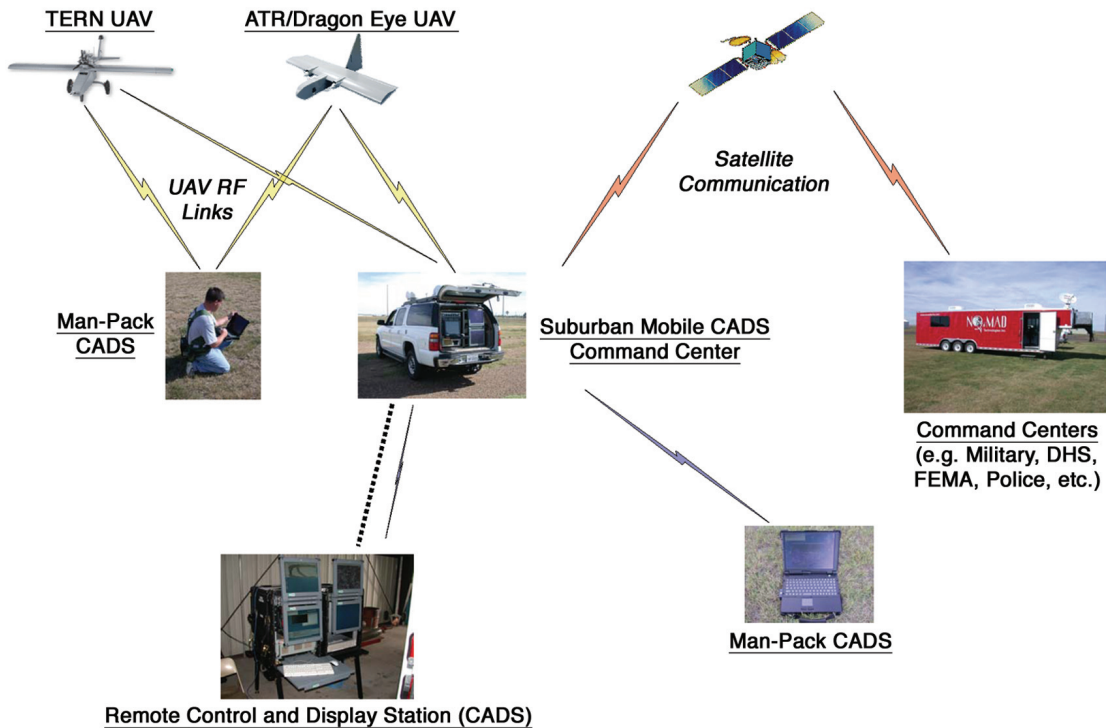 TERN UAV
ATR/Dragon Eye UAV
UAV RF
Links
Satellite
Communication
Man-Pack
CADS
Suburban Mobile CADS
Command Center
NOMAD
Command Centers
(e.g. Military, DHS,
FEMA, Police, etc.)
Man-Pack CADS
Remote Control and Display Station (CADS)